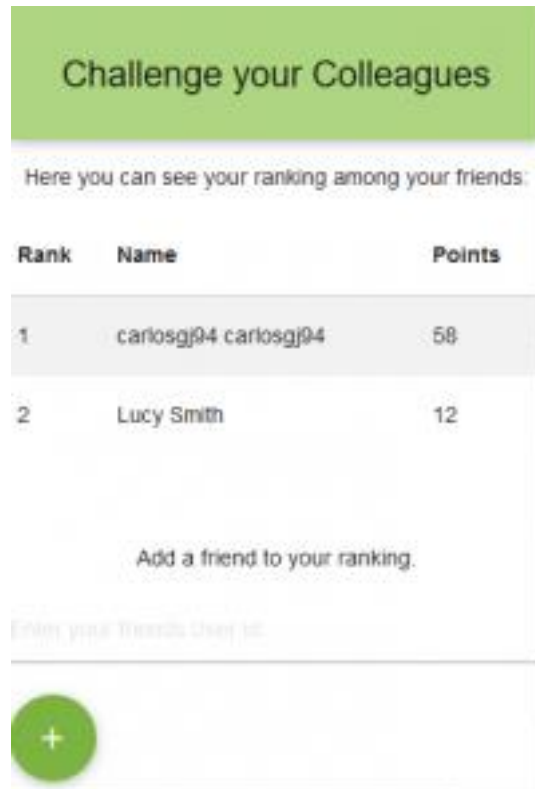 Challenge your Colleagues
Here you can see your ranking among your friends:
Rank Name Points
1 carlosgj94 carlosgj94 58
2 Lucy Smith 12
Add a friend to your ranking.
Enter your friends User id
+